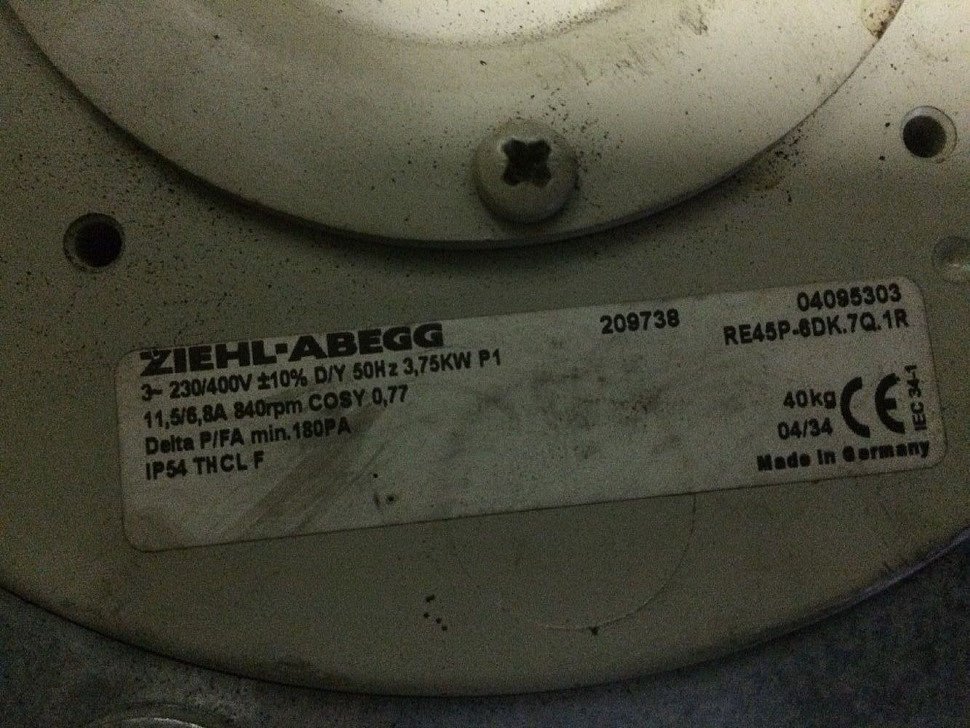 ZIEHL-ABEGG
209738
04095303
RE45P-6DK.7Q.1R
3~ 230/400V ±10% D/Y 50Hz 3,75KW P1
11,5/6,8A 840rpm COSY 0,77
Delta P/FA min.180PA
IP54 THCL F
40kg
04/34
CE
IEC 34-1
Made in Germany